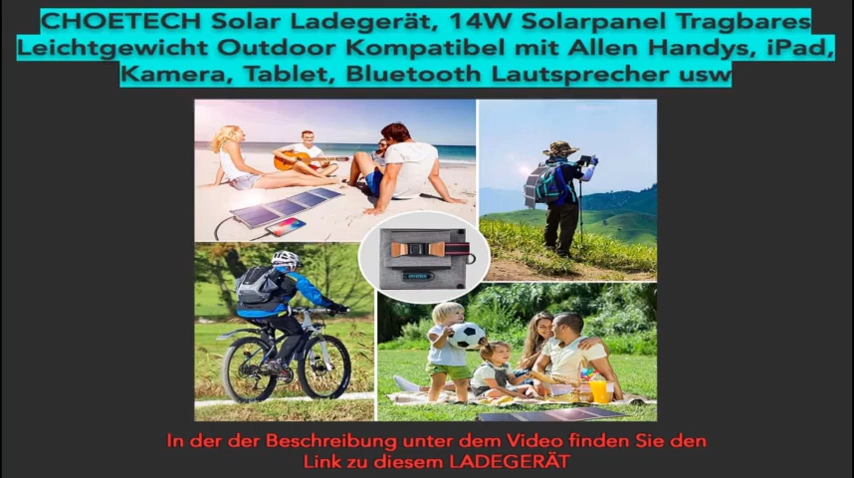 CHOETECH Solar Ladegerät, 14W Solarpanel Tragbares
Leichtgewicht Outdoor Kompatibel mit Allen Handys, iPad,
Kamera, Tablet, Bluetooth Lautsprecher usw
CHOETECH
In der der Beschreibung unter dem Video finden Sie den
Link zu diesem LADEGERÄT